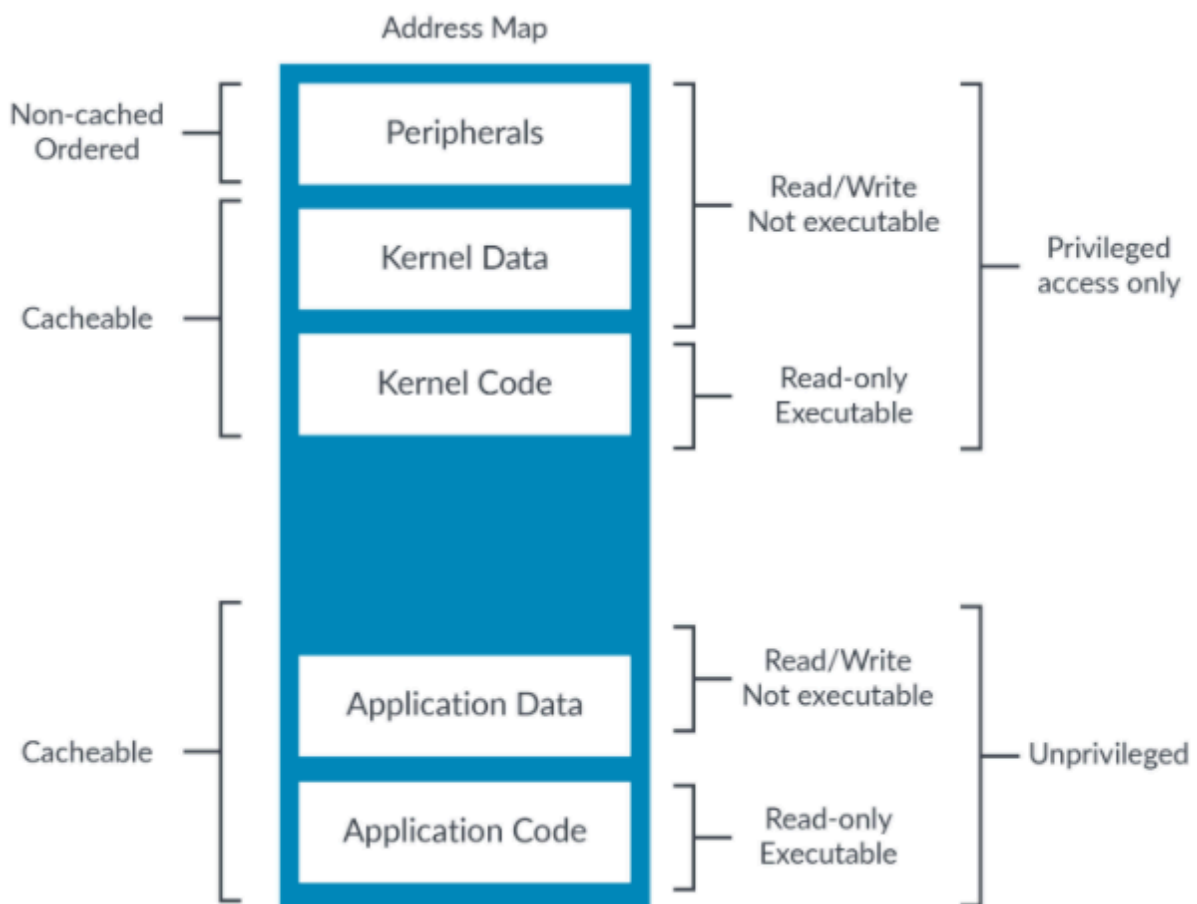 Address Map
Non-cached
Ordered
Peripherals
Read/Write
Not executable
Privileged
access only
Kernel Data
Cacheable
Kernel Code
Read-only
Executable
Read/Write
Not executable
Application Data
Cacheable
Unprivileged
Application Code
Read-only
Executable